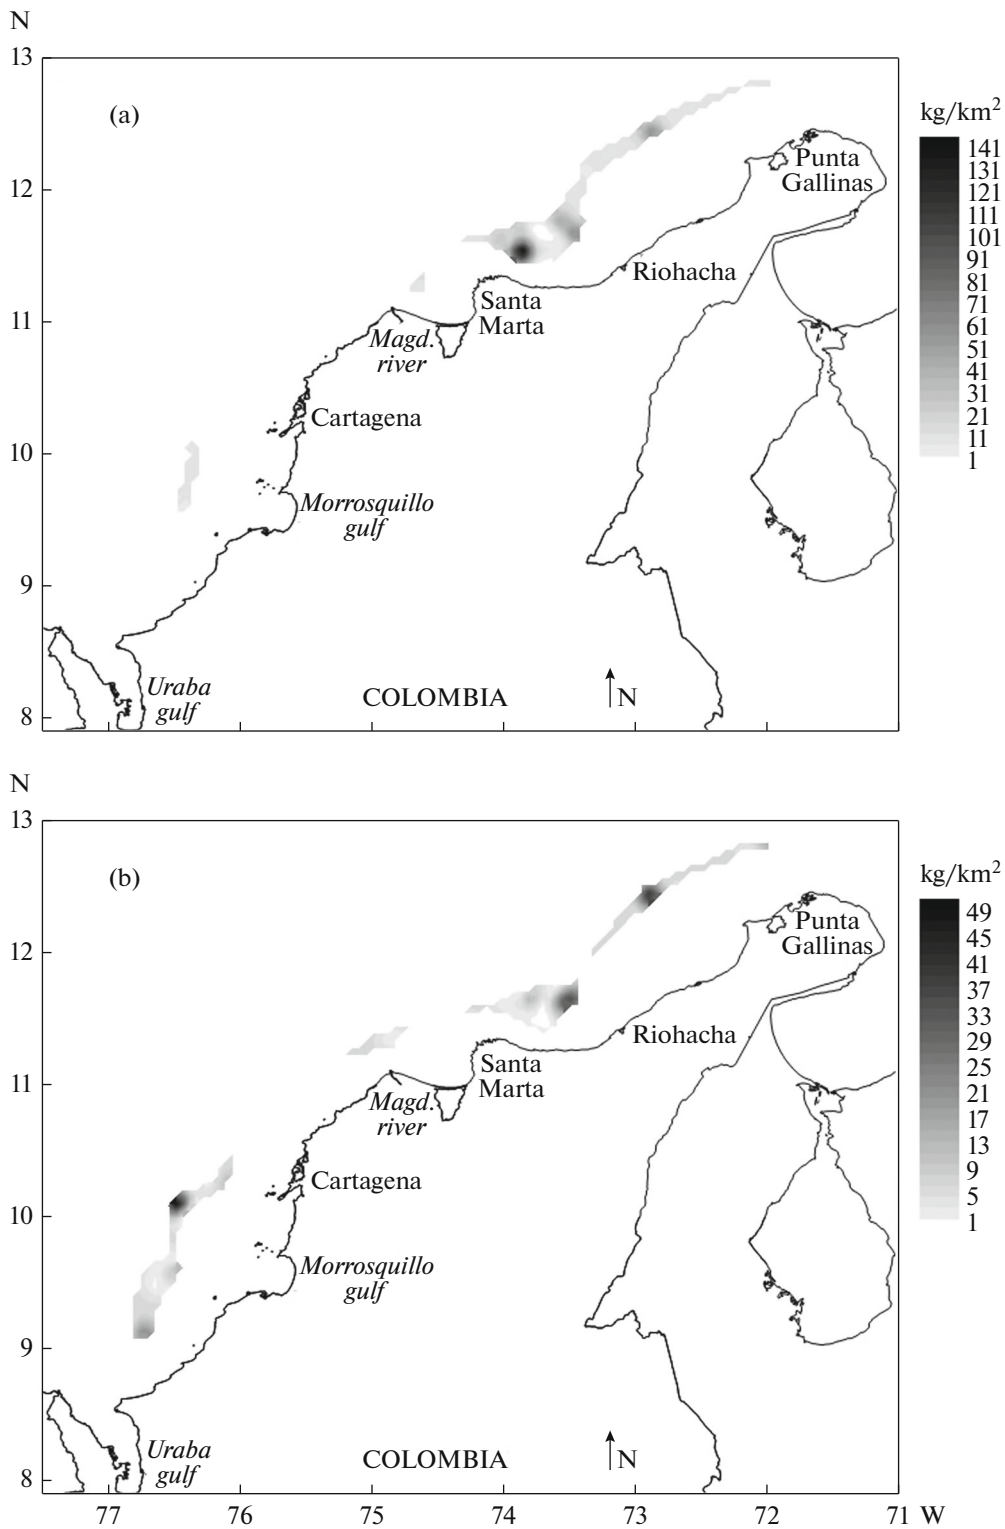 N
13
(a)
kg/km²
141
131
121
111
101
91
81
71
61
51
41
31
21
11
1
Punta
Gallinas
12
Riohacha
Santa
Marta
11
Magd.
river
Cartagena
10
Morrosquillo
gulf
9
Uraba
gulf
COLOMBIA
N
8
N
13
(b)
kg/km²
49
45
41
37
33
29
25
21
17
13
9
5
1
Punta
Gallinas
12
Riohacha
Santa
Marta
11
Magd.
river
Cartagena
10
Morrosquillo
gulf
9
Uraba
gulf
COLOMBIA
N
8
77 76 75 74 73 72 71 W